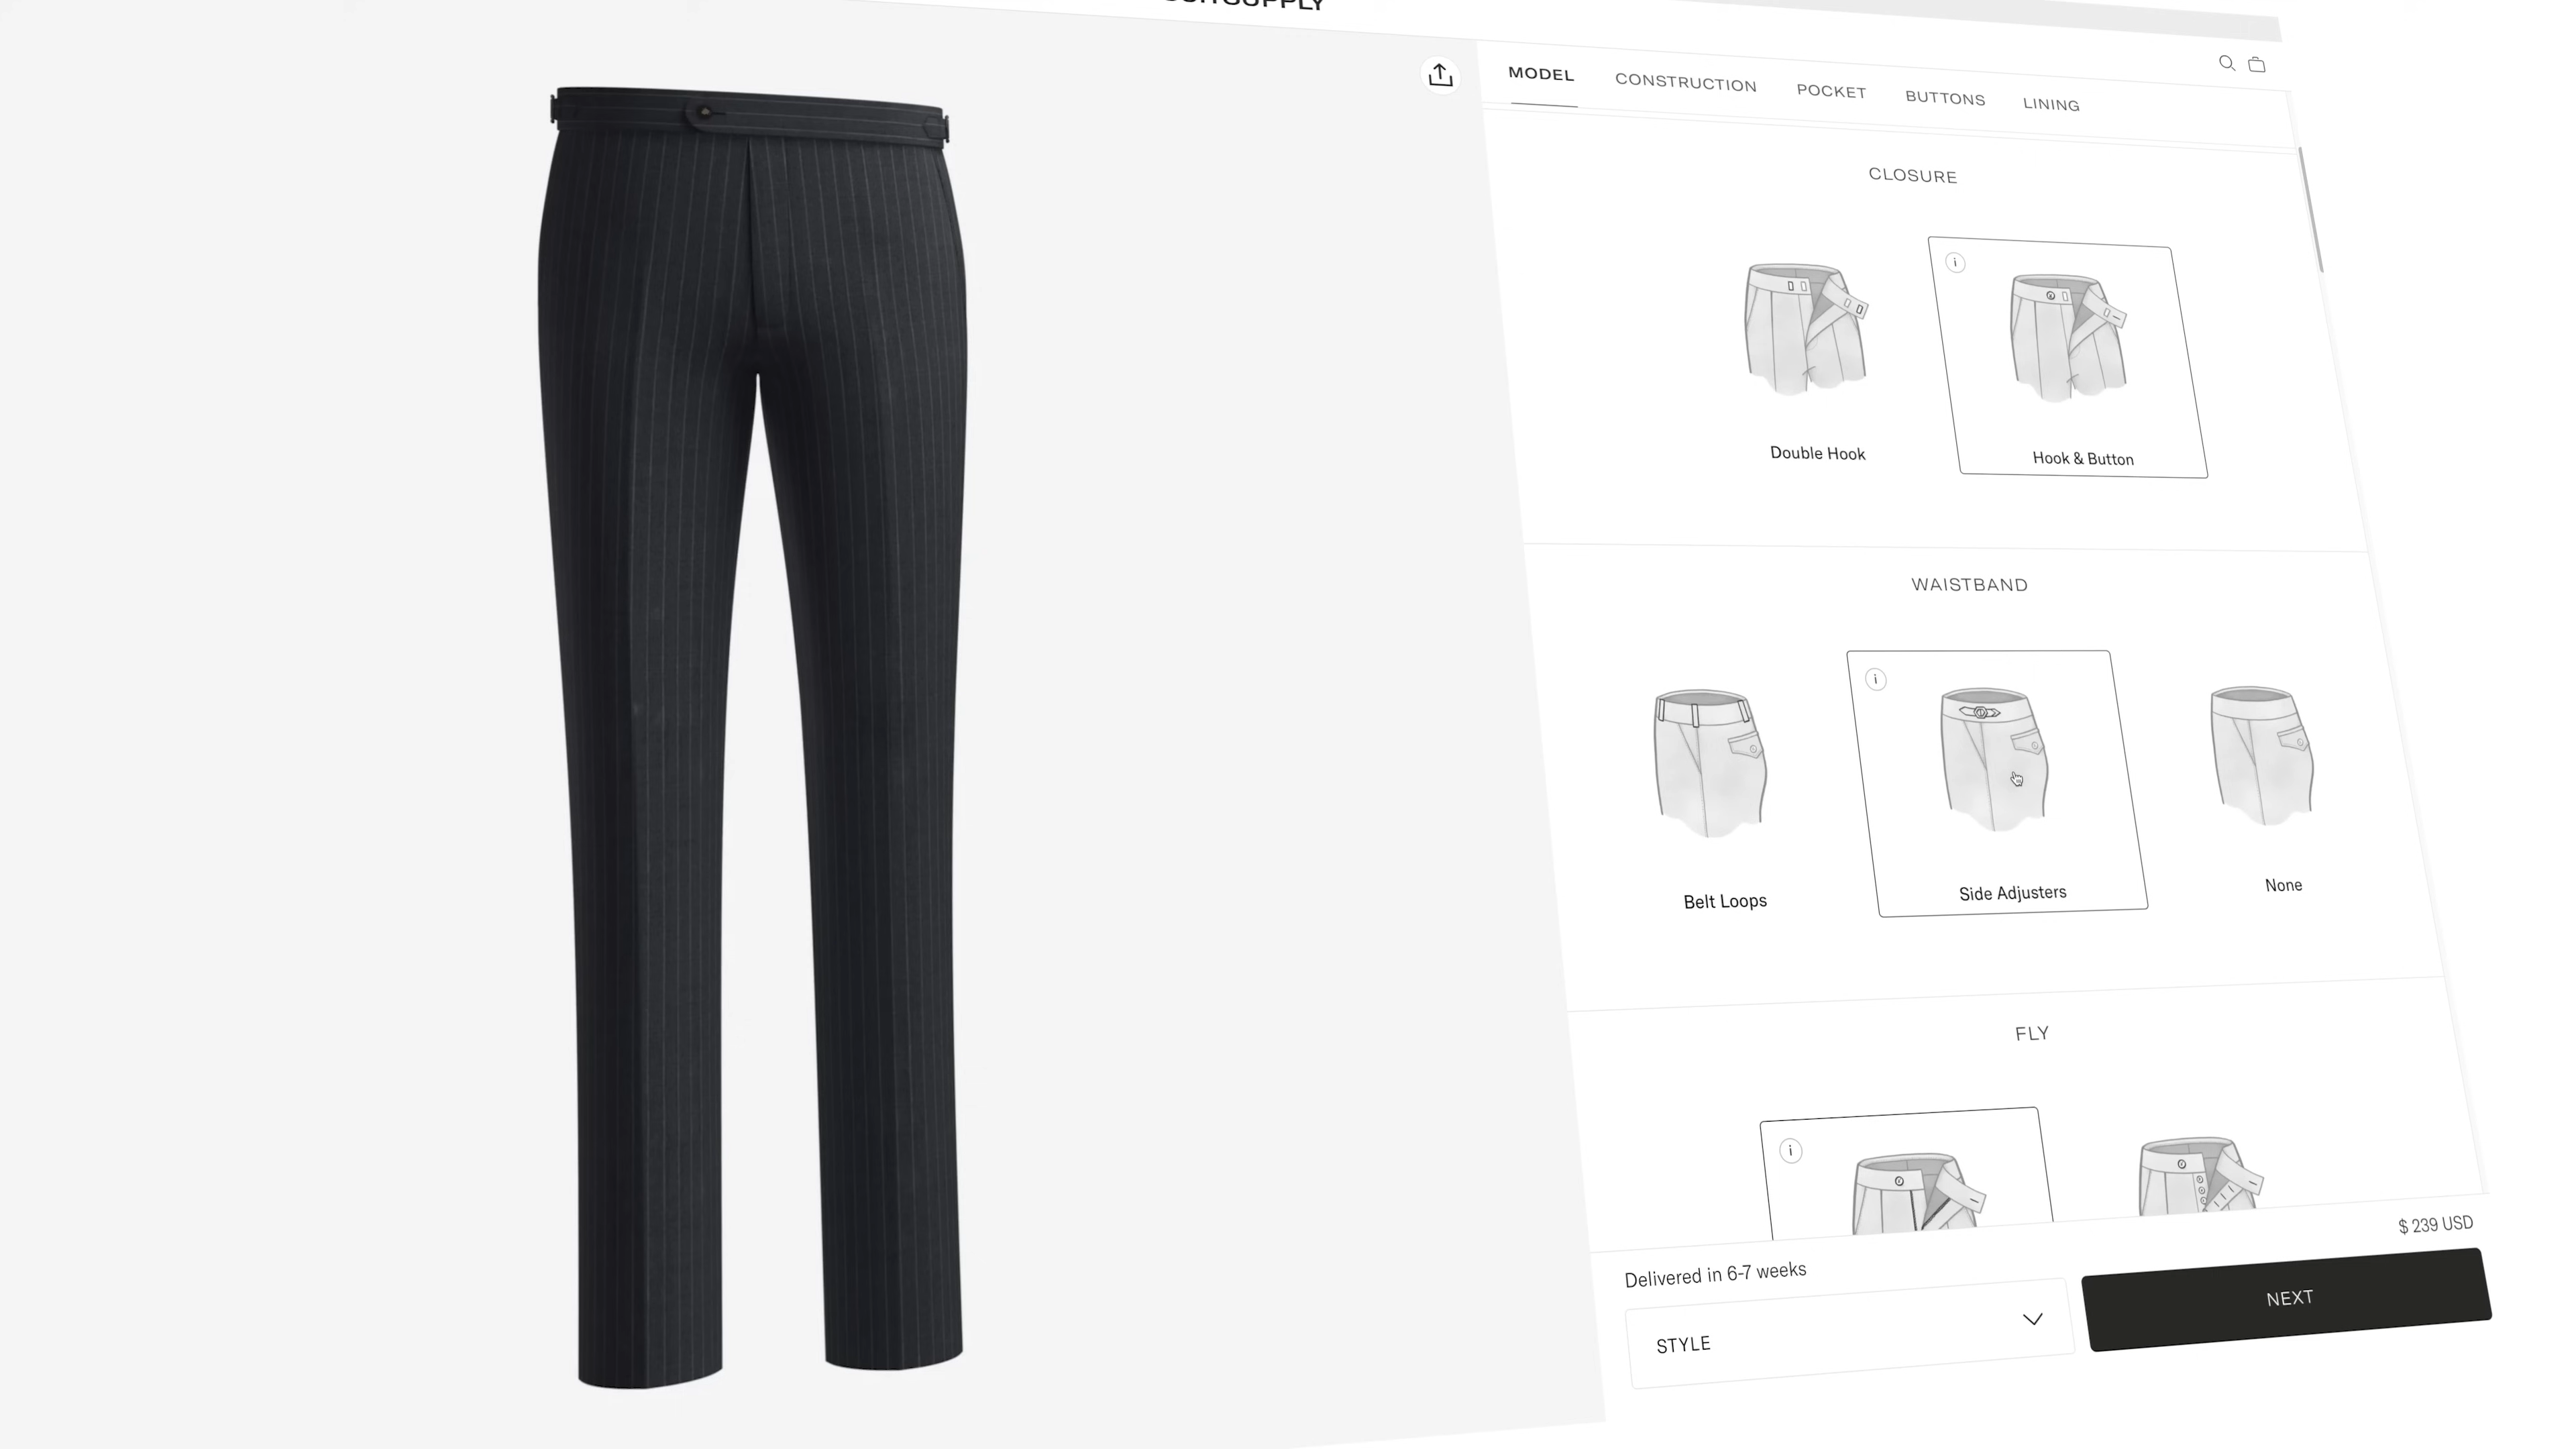 MODEL CONSTRUCTION POCKET BUTTONS LINING
CLOSURE
Double Hook
Hook & Button
WAISTBAND
Belt Loops
Side Adjusters
None
FLY
$ 239 USD
Delivered in 6-7 weeks
STYLE
NEXT